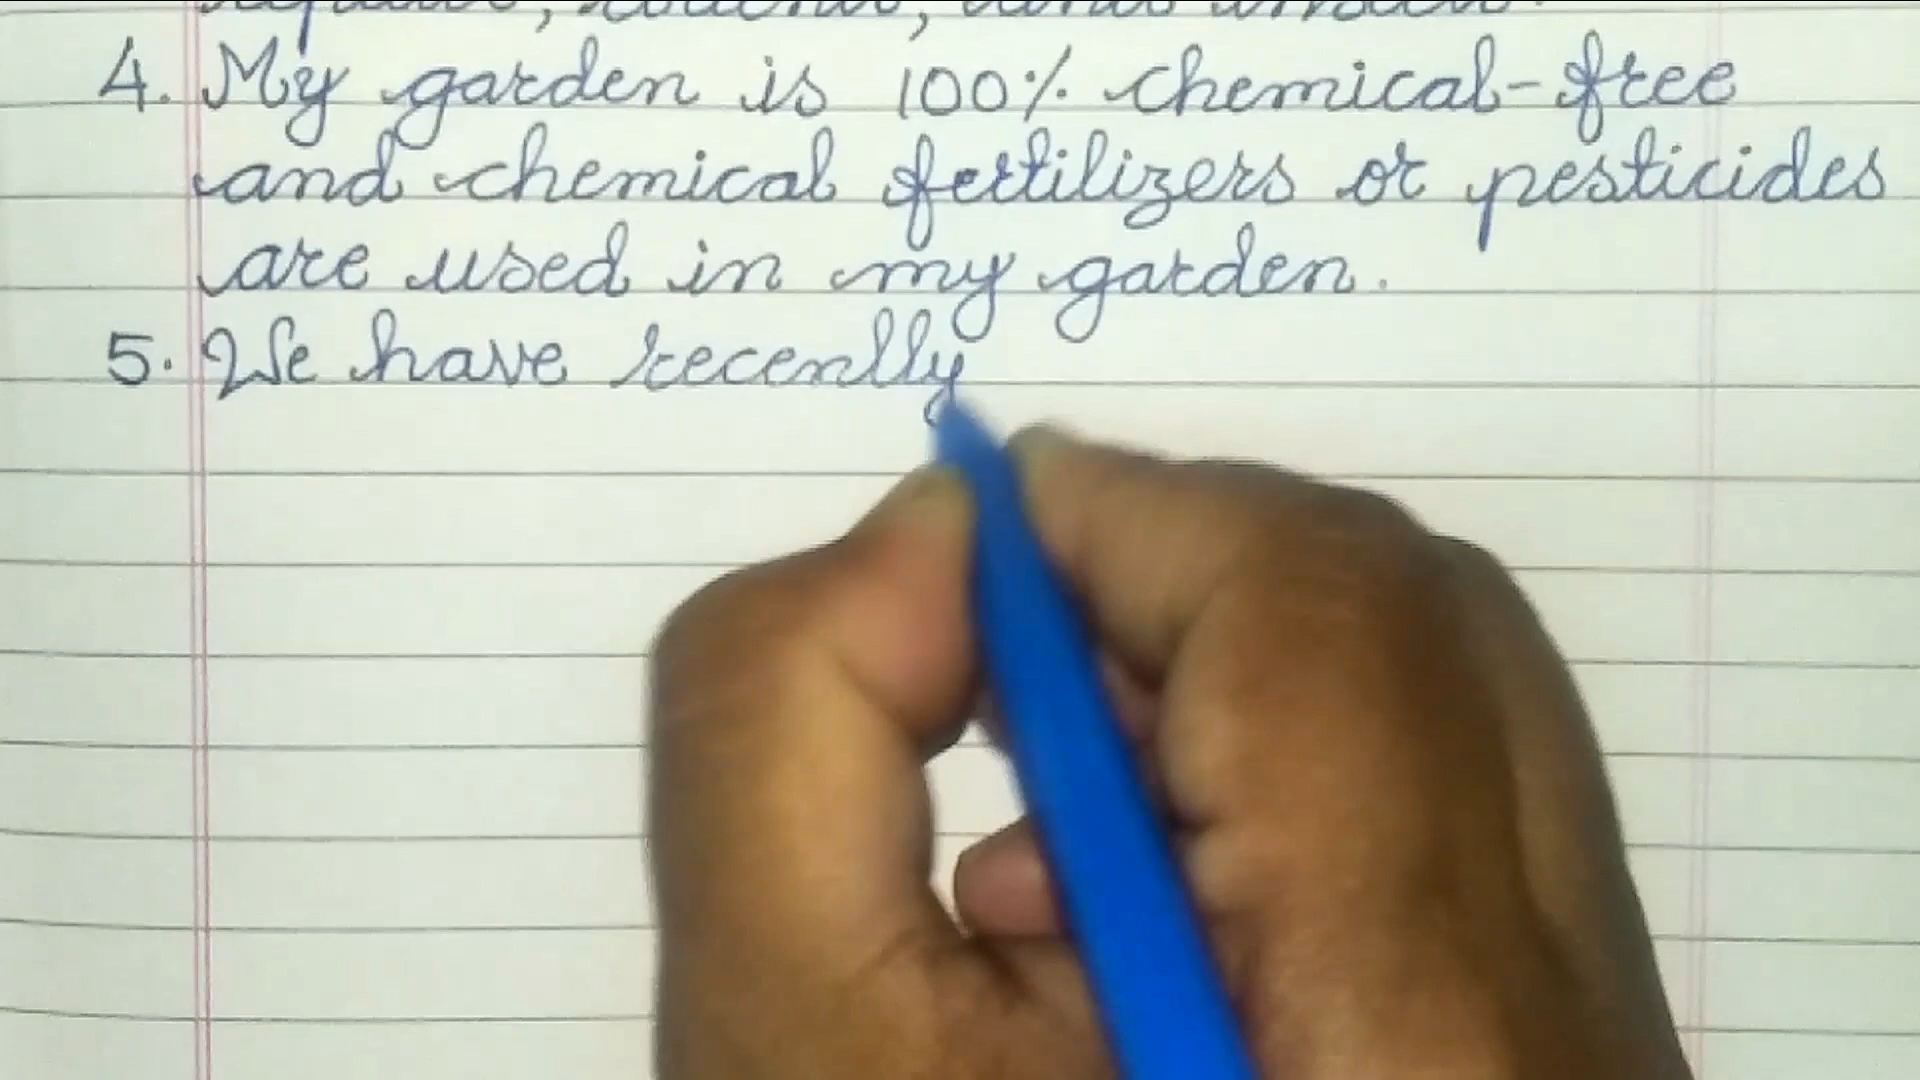 4. My garden is 100% chemical-free
and chemical fertilizers or pesticides
are used in my garden.
5. We have recently